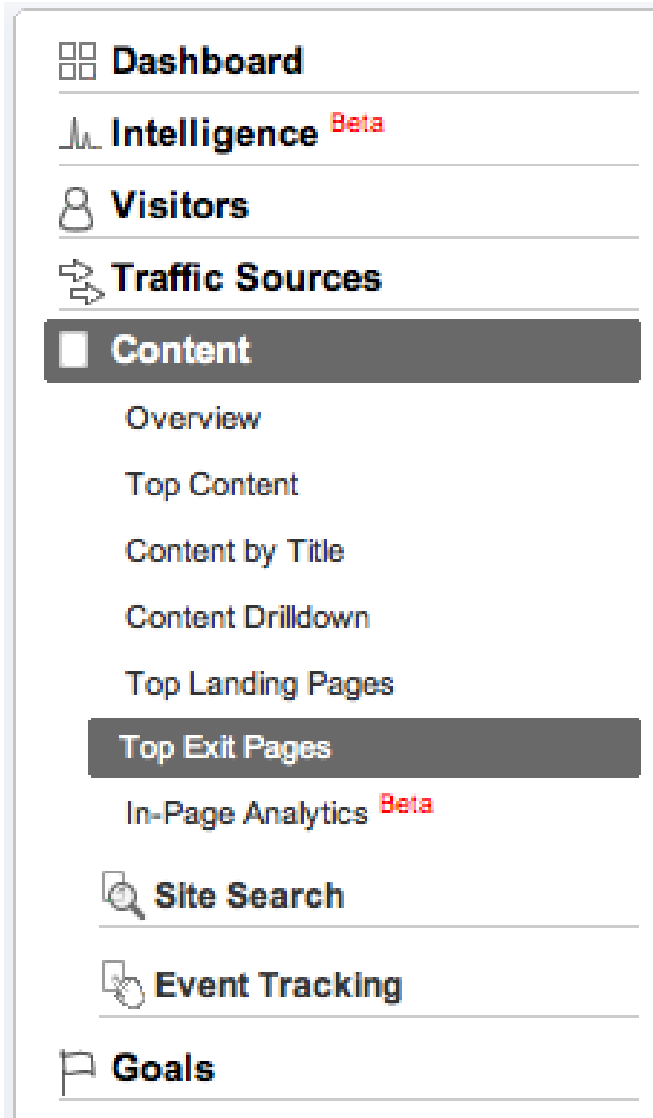 Dashboard
Intelligence Beta
Visitors
Traffic Sources
Content
Overview
Top Content
Content by Title
Content Drilldown
Top Landing Pages
Top Exit Pages
In-Page Analytics Beta
Site Search
Event Tracking
Goals